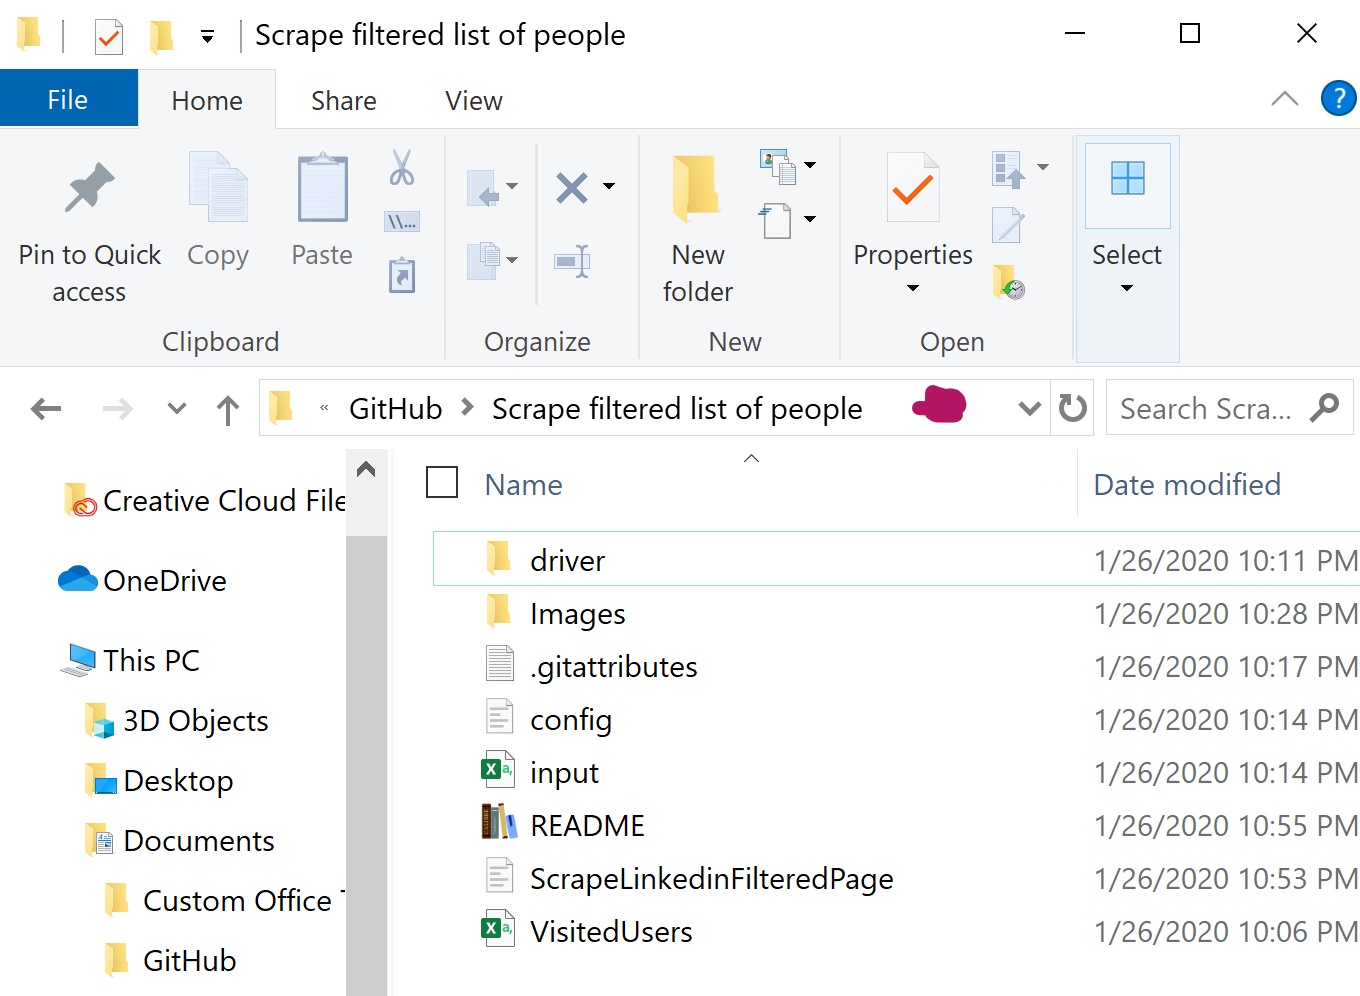 Scrape filtered list of people
File Home Share View
Pin to Quick access
Copy
Paste
\\...
New folder
Properties
Select
Clipboard Organize New Open
« GitHub > Scrape filtered list of people
Search Scra...
Creative Cloud File
OneDrive
This PC
3D Objects
Desktop
Documents
Custom Office
GitHub
Name Date modified
driver 1/26/2020 10:11 PM
Images 1/26/2020 10:28 PM
.gitattributes 1/26/2020 10:17 PM
config 1/26/2020 10:14 PM
input 1/26/2020 10:14 PM
README 1/26/2020 10:55 PM
ScrapeLinkedinFilteredPage 1/26/2020 10:53 PM
VisitedUsers 1/26/2020 10:06 PM